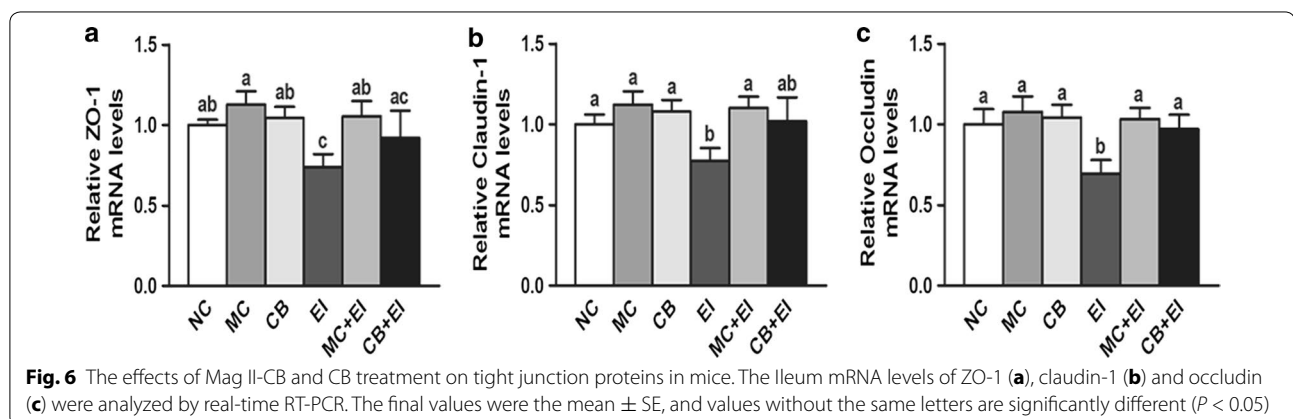 a
Relative ZO-1
mRNA levels
1.5
1.0
0.5
0.0
ab
a
ab
c
ab
ac
NC
MC
CB
EI
MC+EI
CB+EI
b
Relative Claudin-1
mRNA levels
1.5
1.0
0.5
0.0
a
a
a
b
a
ab
NC
MC
CB
EI
MC+EI
CB+EI
c
Relative Occludin
mRNA levels
1.5
1.0
0.5
0.0
a
a
a
b
a
a
NC
MC
CB
EI
MC+EI
CB+EI
Fig. 6 The effects of Mag II-CB and CB treatment on tight junction proteins in mice. The Ileum mRNA levels of ZO-1 (a), claudin-1 (b) and occludin
(c) were analyzed by real-time RT-PCR. The final values were the mean ± SE, and values without the same letters are significantly different (P < 0.05)